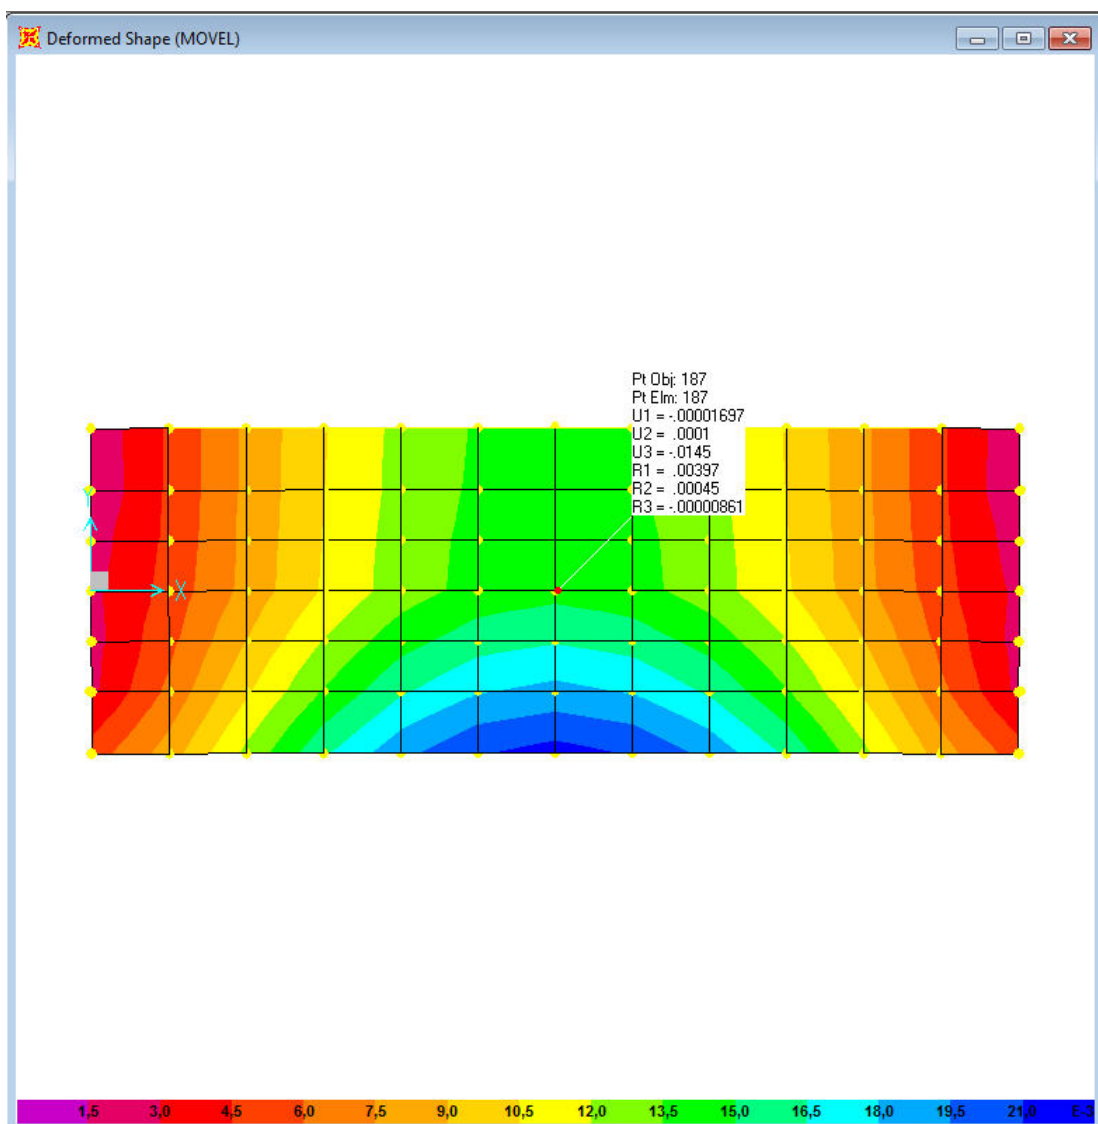 Deformed Shape (MOVEL)
Pt Obj: 187
Pt Elm: 187
U1 = -.00001697
U2 = .0001
U3 = -.0145
R1 = .00397
R2 = .00045
R3 = -.00000861
X
1,5 3,0 4,5 6,0 7,5 9,0 10,5 12,0 13,5 15,0 16,5 18,0 19,5 21,0